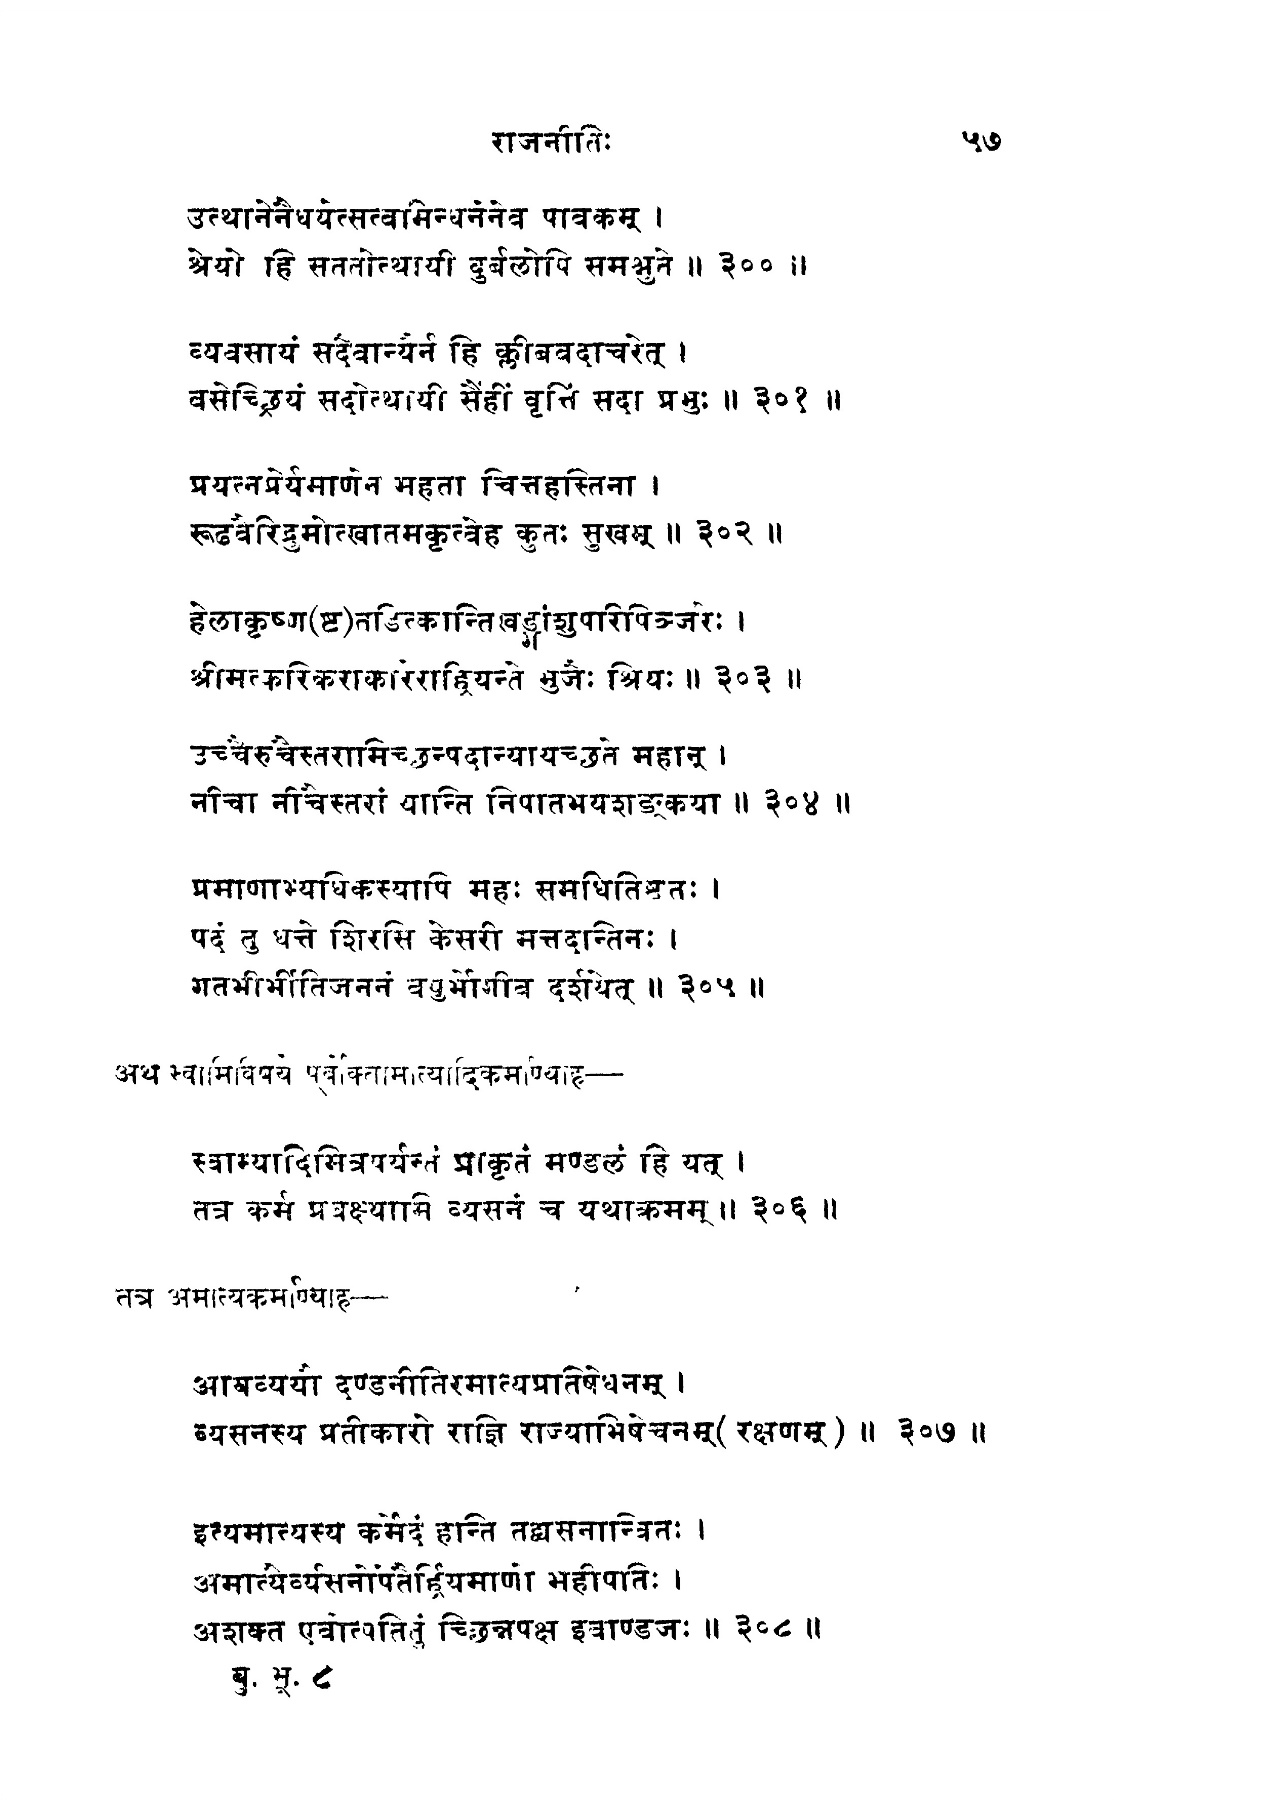 राजनीतिः ५७
उत्थानेनैधयेत्सत्वमिन्धनेनेव पावकम् ।
श्रेयो हि सततोत्थायी दुर्बलोपि समश्नुते ॥ ३०० ॥
व्यवसायं सदैवान्यैर्न हि क्लीबवदाचरेत् ।
वसेच्छ्रियं सदोत्थायी सैंहीं वृत्तिं सदा प्रभुः ॥ ३०१ ॥
प्रयत्नप्रेर्यमाणेन महता चित्तहस्तिना ।
रूढवैरिद्रुमोत्खातमकृत्वेह कुतः सुखम् ॥ ३०२ ॥
हेलाकृष्ण(ष्ट)तडित्कान्तिखड्गांशुपरिपिञ्जरैः ।
श्रीमत्करिकराकारैराह्रियन्ते भुजैः श्रियः ॥ ३०३ ॥
उच्चैरुच्चैस्तरामिच्छन्पदान्यायच्छते महान् ।
नीचा नीचैस्तरां यान्ति निपातभयशङ्कया ॥ ३०४ ॥
प्रमाणाभ्यधिकस्यापि महः समधितिष्ठतः ।
पदं तु धत्ते शिरसि केसरी मत्तदन्तिनः ।
गतभीर्भीतिजननं वपुर्भोगीव दर्शयेत् ॥ ३०५ ॥
अथ स्वामिविषये पूर्वोक्तामात्यादिकर्माण्याह—
स्वाम्यादिमित्रपर्यन्तं प्राकृतं मण्डलं हि यत् ।
तत्र कर्म प्रवक्ष्यामि व्यसनं च यथाक्रमम् ॥ ३०६ ॥
तत्र अमात्यकर्माण्याह—
आयव्ययौ दण्डनीतिरमात्यप्रतिषेधनम् ।
व्यसनस्य प्रतीकारो राज्ञि राज्याभिषेचनम्( रक्षणम् ) ॥ ३०७ ॥
इत्यमात्यस्य कर्मेदं हन्ति तद्व्यसनान्वितः ।
अमात्यैर्व्यसनोपेतैर्ह्रियमाणो महीपतिः ।
अशक्त एवोत्पतितुं च्छिन्नपक्ष इवाण्डजः ॥ ३०८ ॥
बु. भू. ८